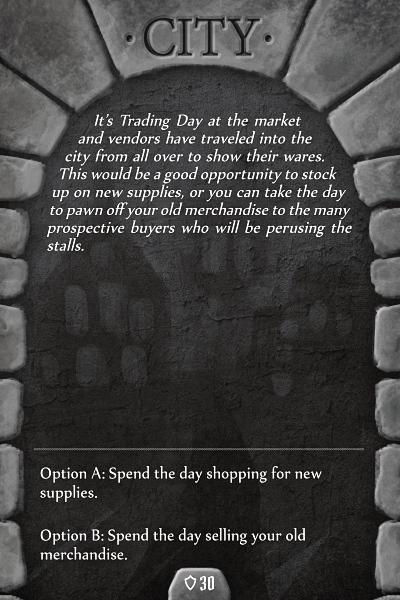 · CITY ·
It's Trading Day at the market
and vendors have traveled into the
city from all over to show their wares.
This would be a good opportunity to stock
up on new supplies, or you can take the day
to pawn off your old merchandise to the many
prospective buyers who will be perusing the
stalls.
Option A: Spend the day shopping for new
supplies.
Option B: Spend the day selling your old
merchandise.
30